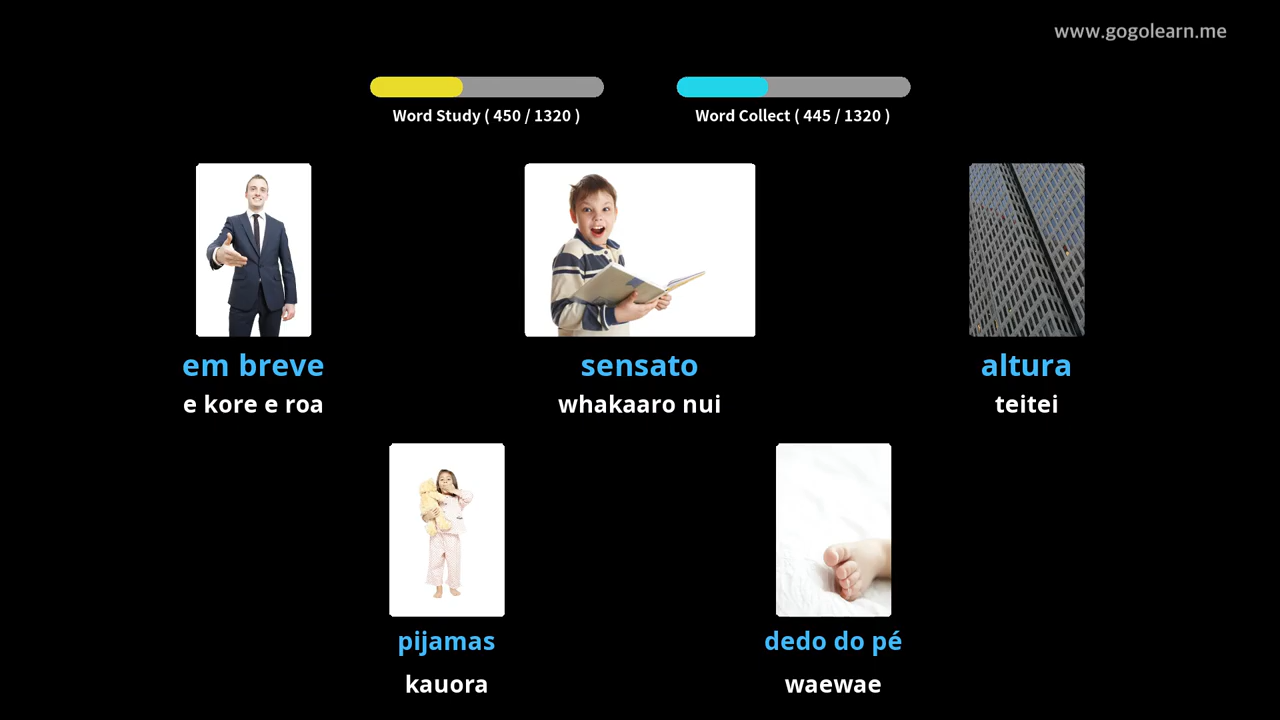 www.gogolearn.me
Word Study ( 450 / 1320 )
Word Collect ( 445 / 1320 )
em breve
e kore e roa
sensato
whakaaro nui
altura
teitei
pijamas
kauora
dedo do pé
waewae